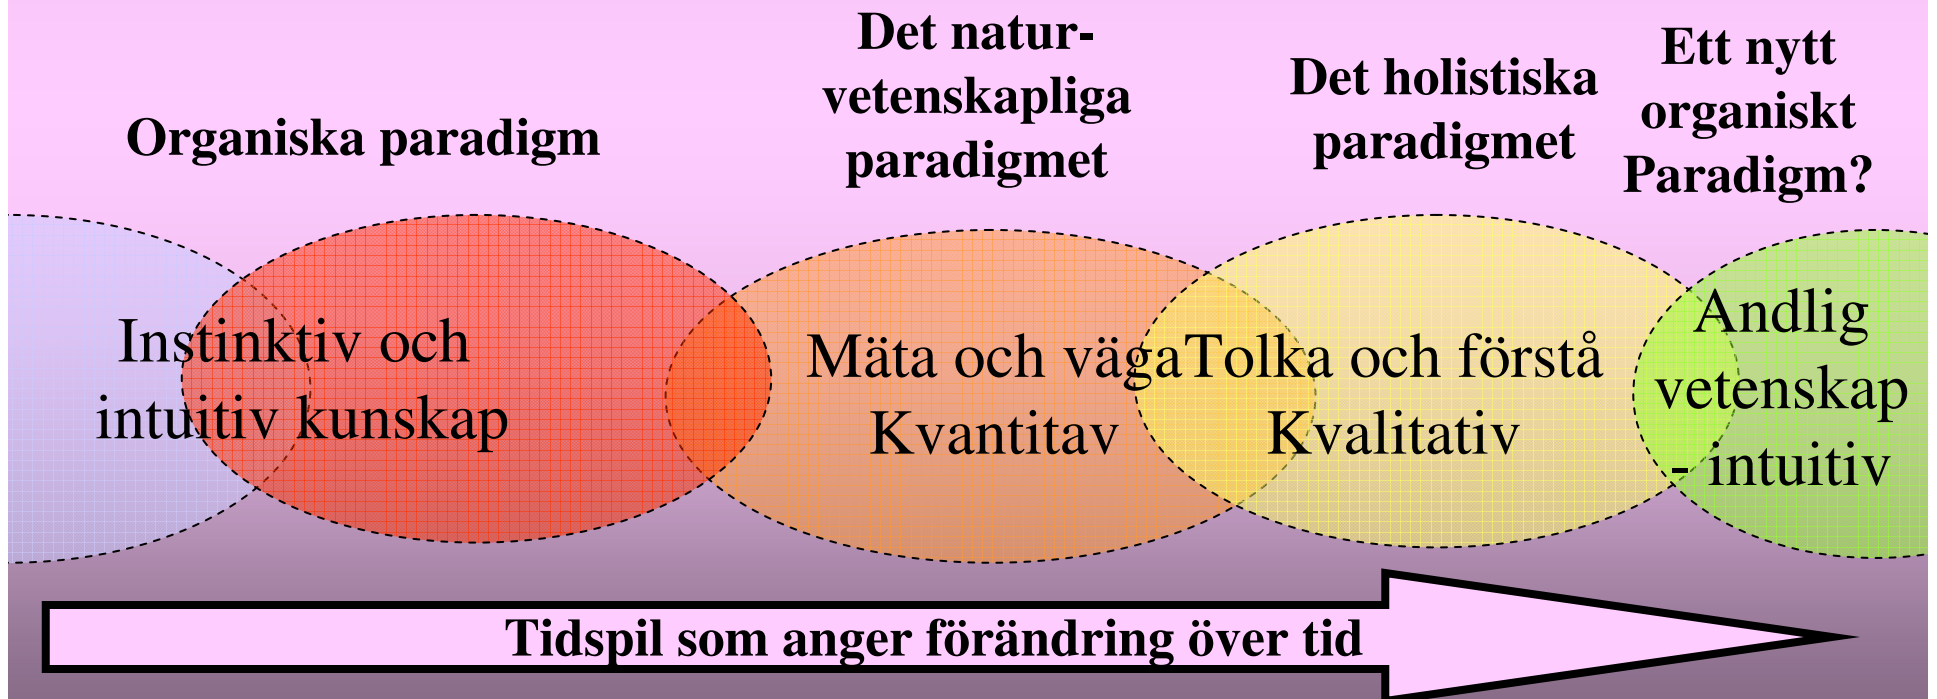 Organiska paradigm
Det natur-
vetenskapliga
paradigmet
Det holistiska
paradigmet
Ett nytt
organiskt
Paradigm?
Instinktiv och
intuitiv kunskap
Mäta och väga
Kvantitav
Tolka och förstå
Kvalitativ
Andlig
vetenskap
- intuitiv
Tidspil som anger förändring över tid